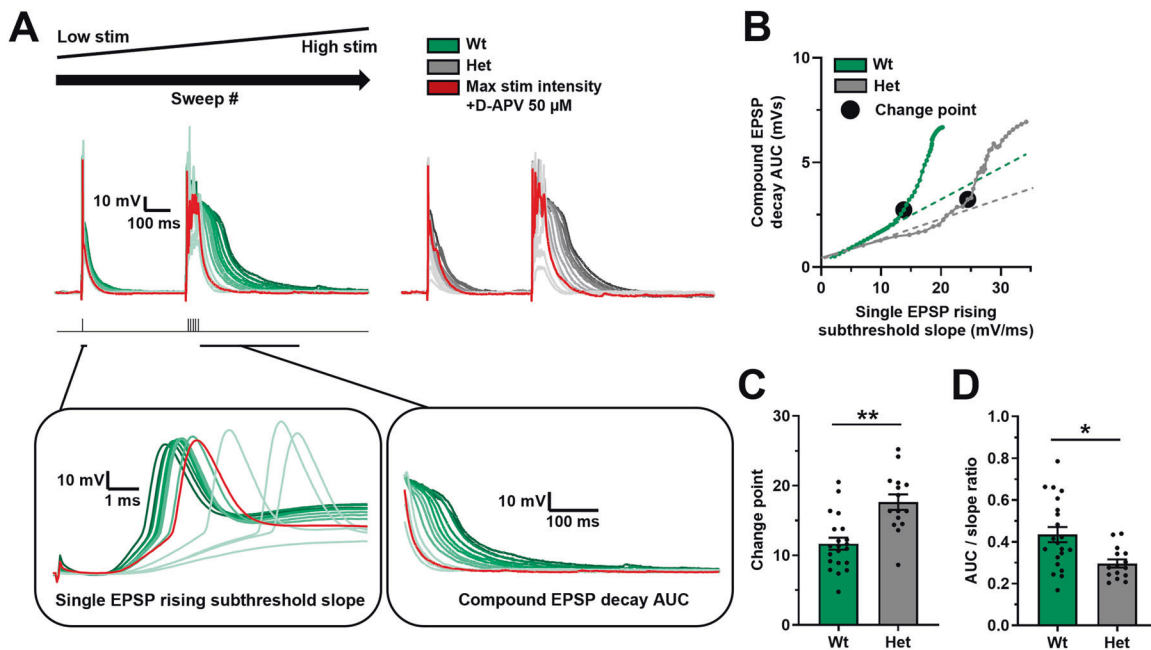 A
Low stim
High stim
Sweep #
Wt
Het
Max stim intensity
+D-APV 50 µM
10 mV
100 ms
10 mV
1 ms
Single EPSP rising subthreshold slope
10 mV
100 ms
Compound EPSP decay AUC
B
Wt
Het
Change point
Compound EPSP
decay AUC (mVs)
10
5
0
0
10
20
30
Single EPSP rising
subthreshold slope (mV/ms)
C
**
Change point
30
20
10
0
Wt
Het
D
*
AUC / slope ratio
1.0
0.8
0.6
0.4
0.2
0.0
Wt
Het